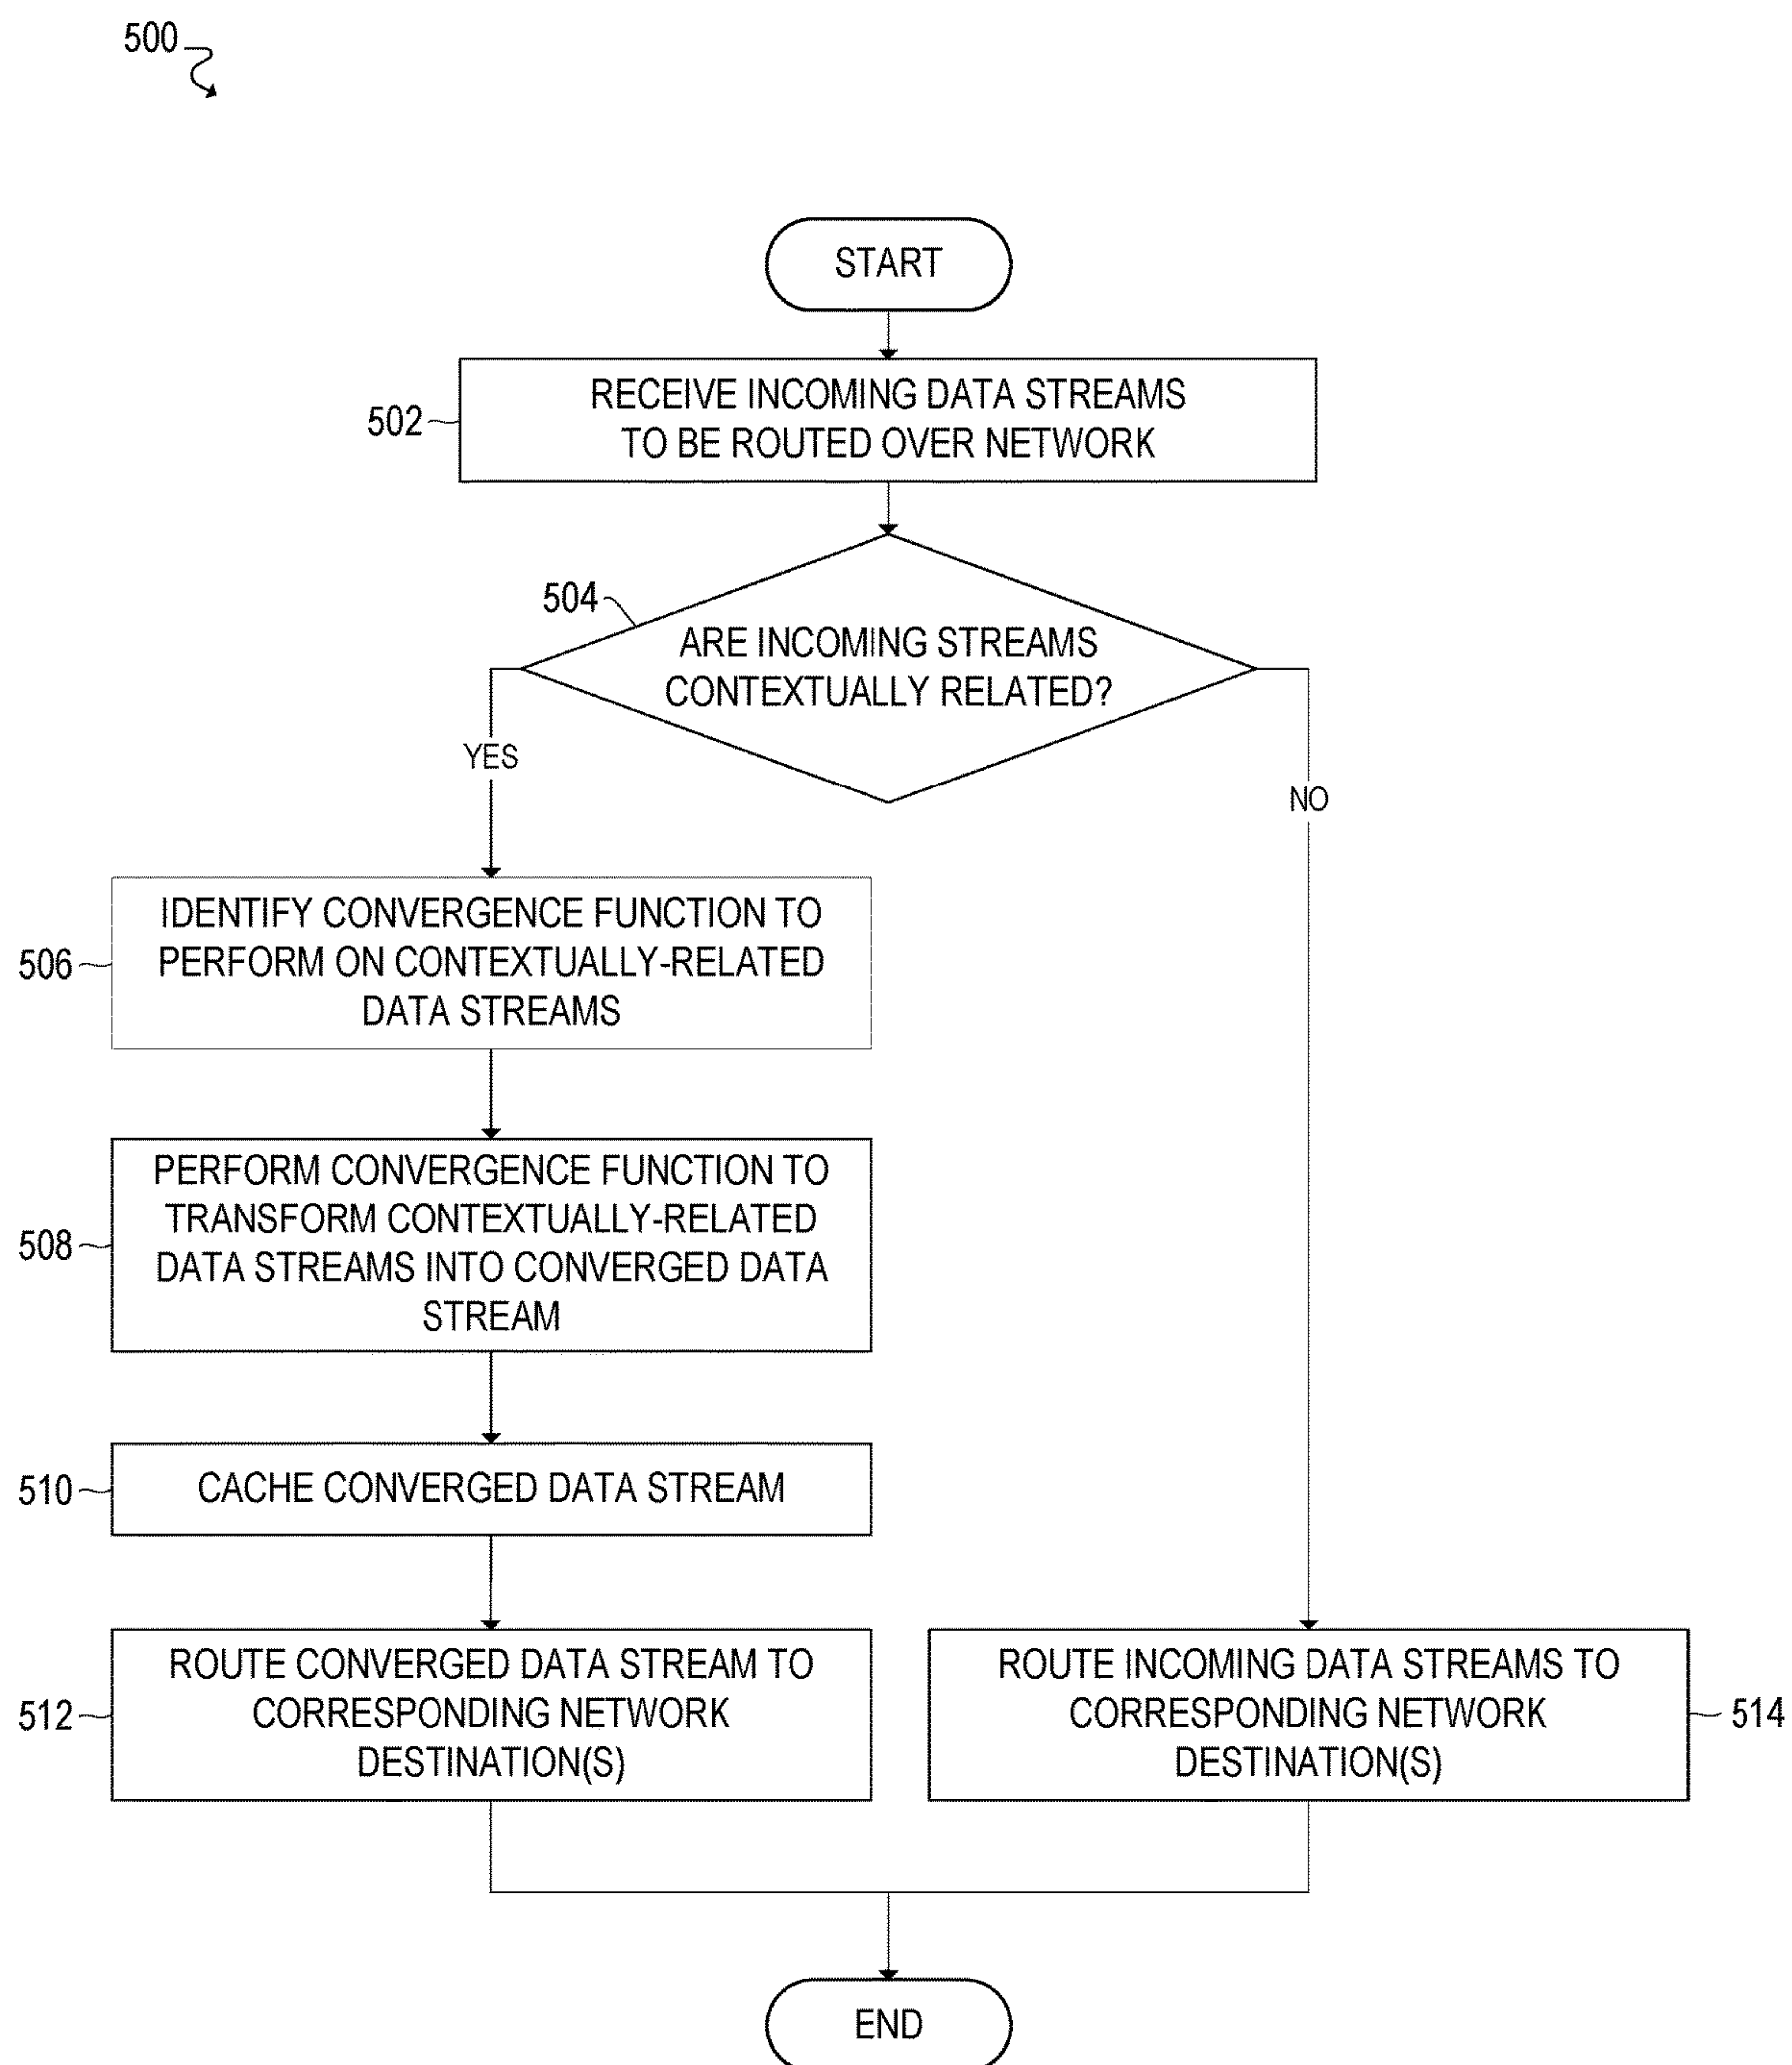 500
START
502
RECEIVE INCOMING DATA STREAMS
TO BE ROUTED OVER NETWORK
504
ARE INCOMING STREAMS
CONTEXTUALLY RELATED?
YES
NO
506
IDENTIFY CONVERGENCE FUNCTION TO
PERFORM ON CONTEXTUALLY-RELATED
DATA STREAMS
508
PERFORM CONVERGENCE FUNCTION TO
TRANSFORM CONTEXTUALLY-RELATED
DATA STREAMS INTO CONVERGED DATA
STREAM
510
CACHE CONVERGED DATA STREAM
512
ROUTE CONVERGED DATA STREAM TO
CORRESPONDING NETWORK
DESTINATION(S)
ROUTE INCOMING DATA STREAMS TO
CORRESPONDING NETWORK
DESTINATION(S)
514
END